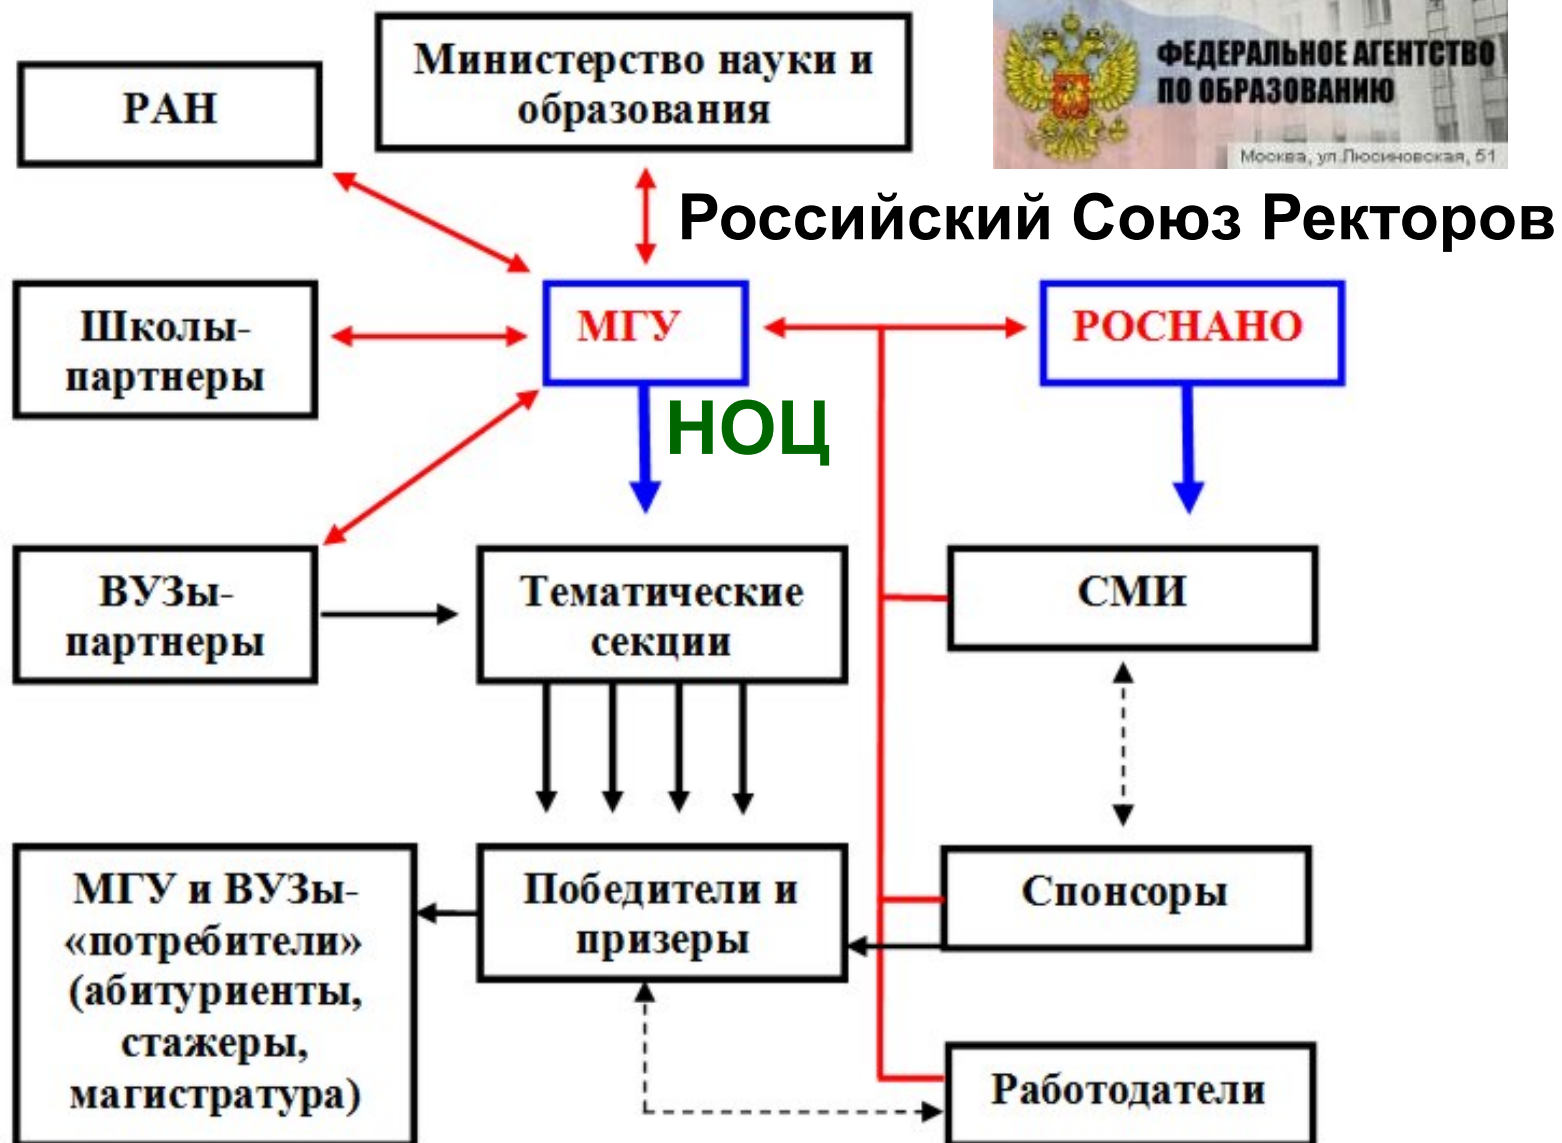 РАН
Министерство науки и
образования
ФЕДЕРАЛЬНОЕ АГЕНТСТВО
ПО ОБРАЗОВАНИЮ
Москва, ул.Люсиновская, 51
Российский Союз Ректоров
Школы-
партнеры
МГУ
РОСНАНО
НОЦ
ВУЗы-
партнеры
Тематические
секции
СМИ
МГУ и ВУЗы-
«потребители»
(абитуриенты,
стажеры,
магистратура)
Победители и
призеры
Спонсоры
Работодатели